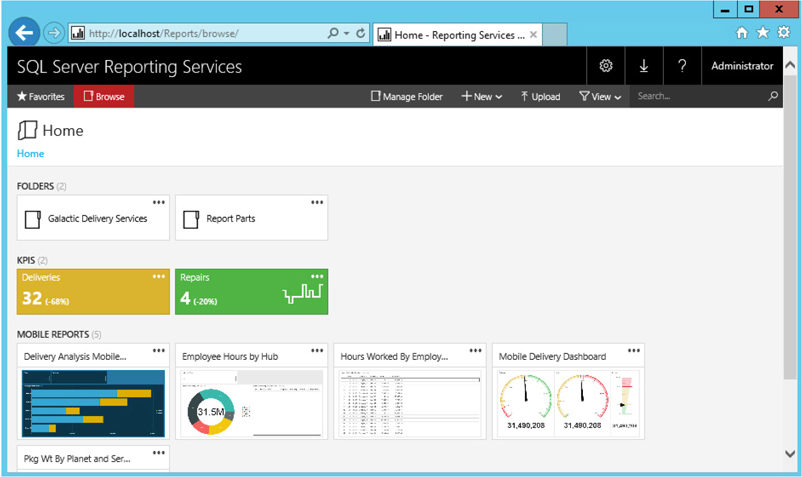 http://localhost/Reports/browse/
Home - Reporting Services ...
SQL Server Reporting Services
Administrator
Favorites
Browse
Manage Folder
New
Upload
View
Search...
Home
Home
FOLDERS (2)
Galactic Delivery Services
Report Parts
KPIS (2)
Deliveries
32 (-68%)
Repairs
4 (-20%)
MOBILE REPORTS (5)
Delivery Analysis Mobile...
Employee Hours by Hub
Hours Worked By Employ...
Mobile Delivery Dashboard
31.5M
31,490,208
31,490,208
31,490,208
Pkg Wt By Planet and Ser...